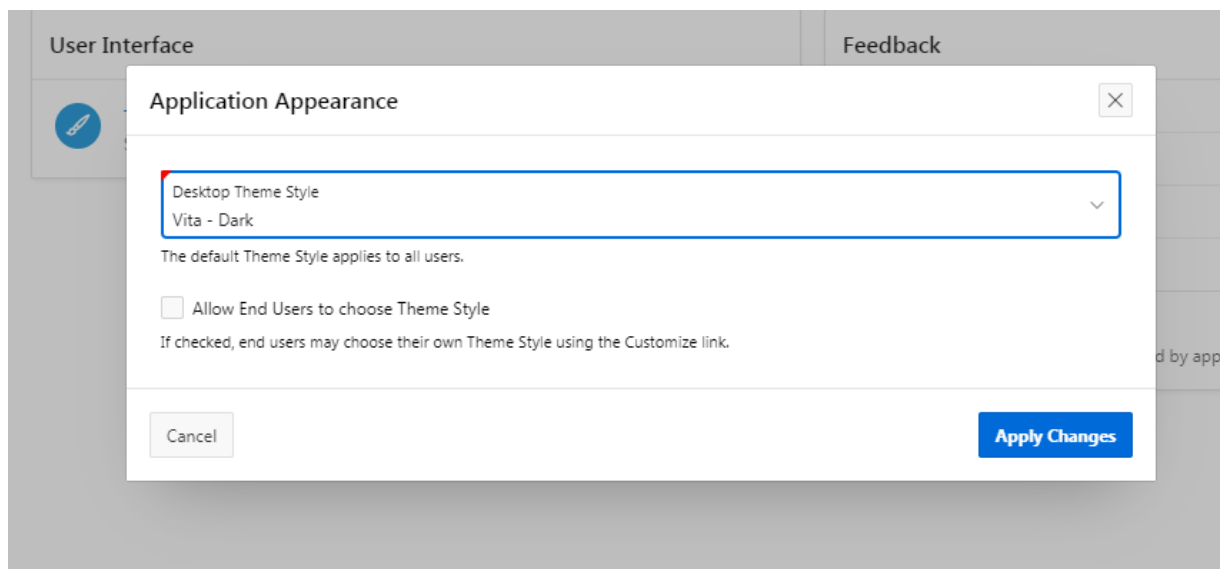 User Interface
Feedback
Application Appearance
Desktop Theme Style
Vita - Dark
The default Theme Style applies to all users.
Allow End Users to choose Theme Style
If checked, end users may choose their own Theme Style using the Customize link.
d by app
Cancel
Apply Changes